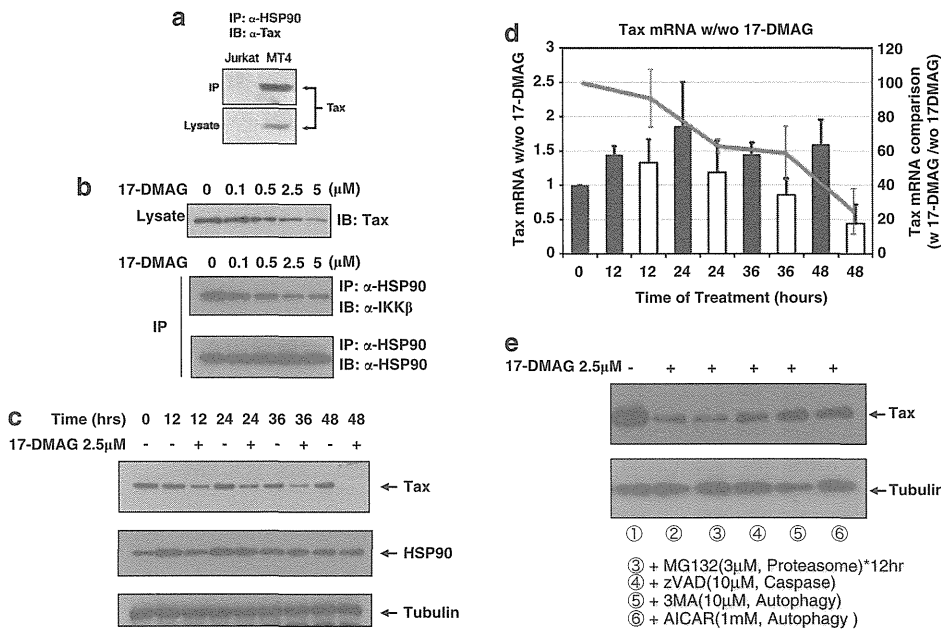 a
IP: α-HSP90
IB: α-Tax
Jurkat MT4
IP
Lysate
Tax
b
17-DMAG 0 0.1 0.5 2.5 5 (μM)
Lysate
IB: Tax
17-DMAG 0 0.1 0.5 2.5 5 (μM)
IP: α-HSP90
IB: α-IKKβ
IP
IP: α-HSP90
IB: α-HSP90
c
Time (hrs) 0 12 12 24 24 36 36 48 48
17-DMAG 2.5μM - - + - + - + - +
Tax
HSP90
Tubulin
d
Tax mRNA w/wo 17-DMAG
Tax mRNA w/wo 17-DMAG
3
2.5
2
1.5
1
0.5
0
120
100
80
60
40
20
0
Tax mRNA comparison
(w 17-DMAG /wo 17DMAG)
0 12 12 24 24 36 36 48 48
Time of Treatment (hours)
e
17-DMAG 2.5μM - + + + + +
Tax
Tubulin
① ② ③ ④ ⑤ ⑥
③ + MG132(3μM, Proteasome)*12hr
④ + zVAD(10μM, Caspase)
⑤ + 3MA(10μM, Autophagy)
⑥ + AICAR(1mM, Autophagy )